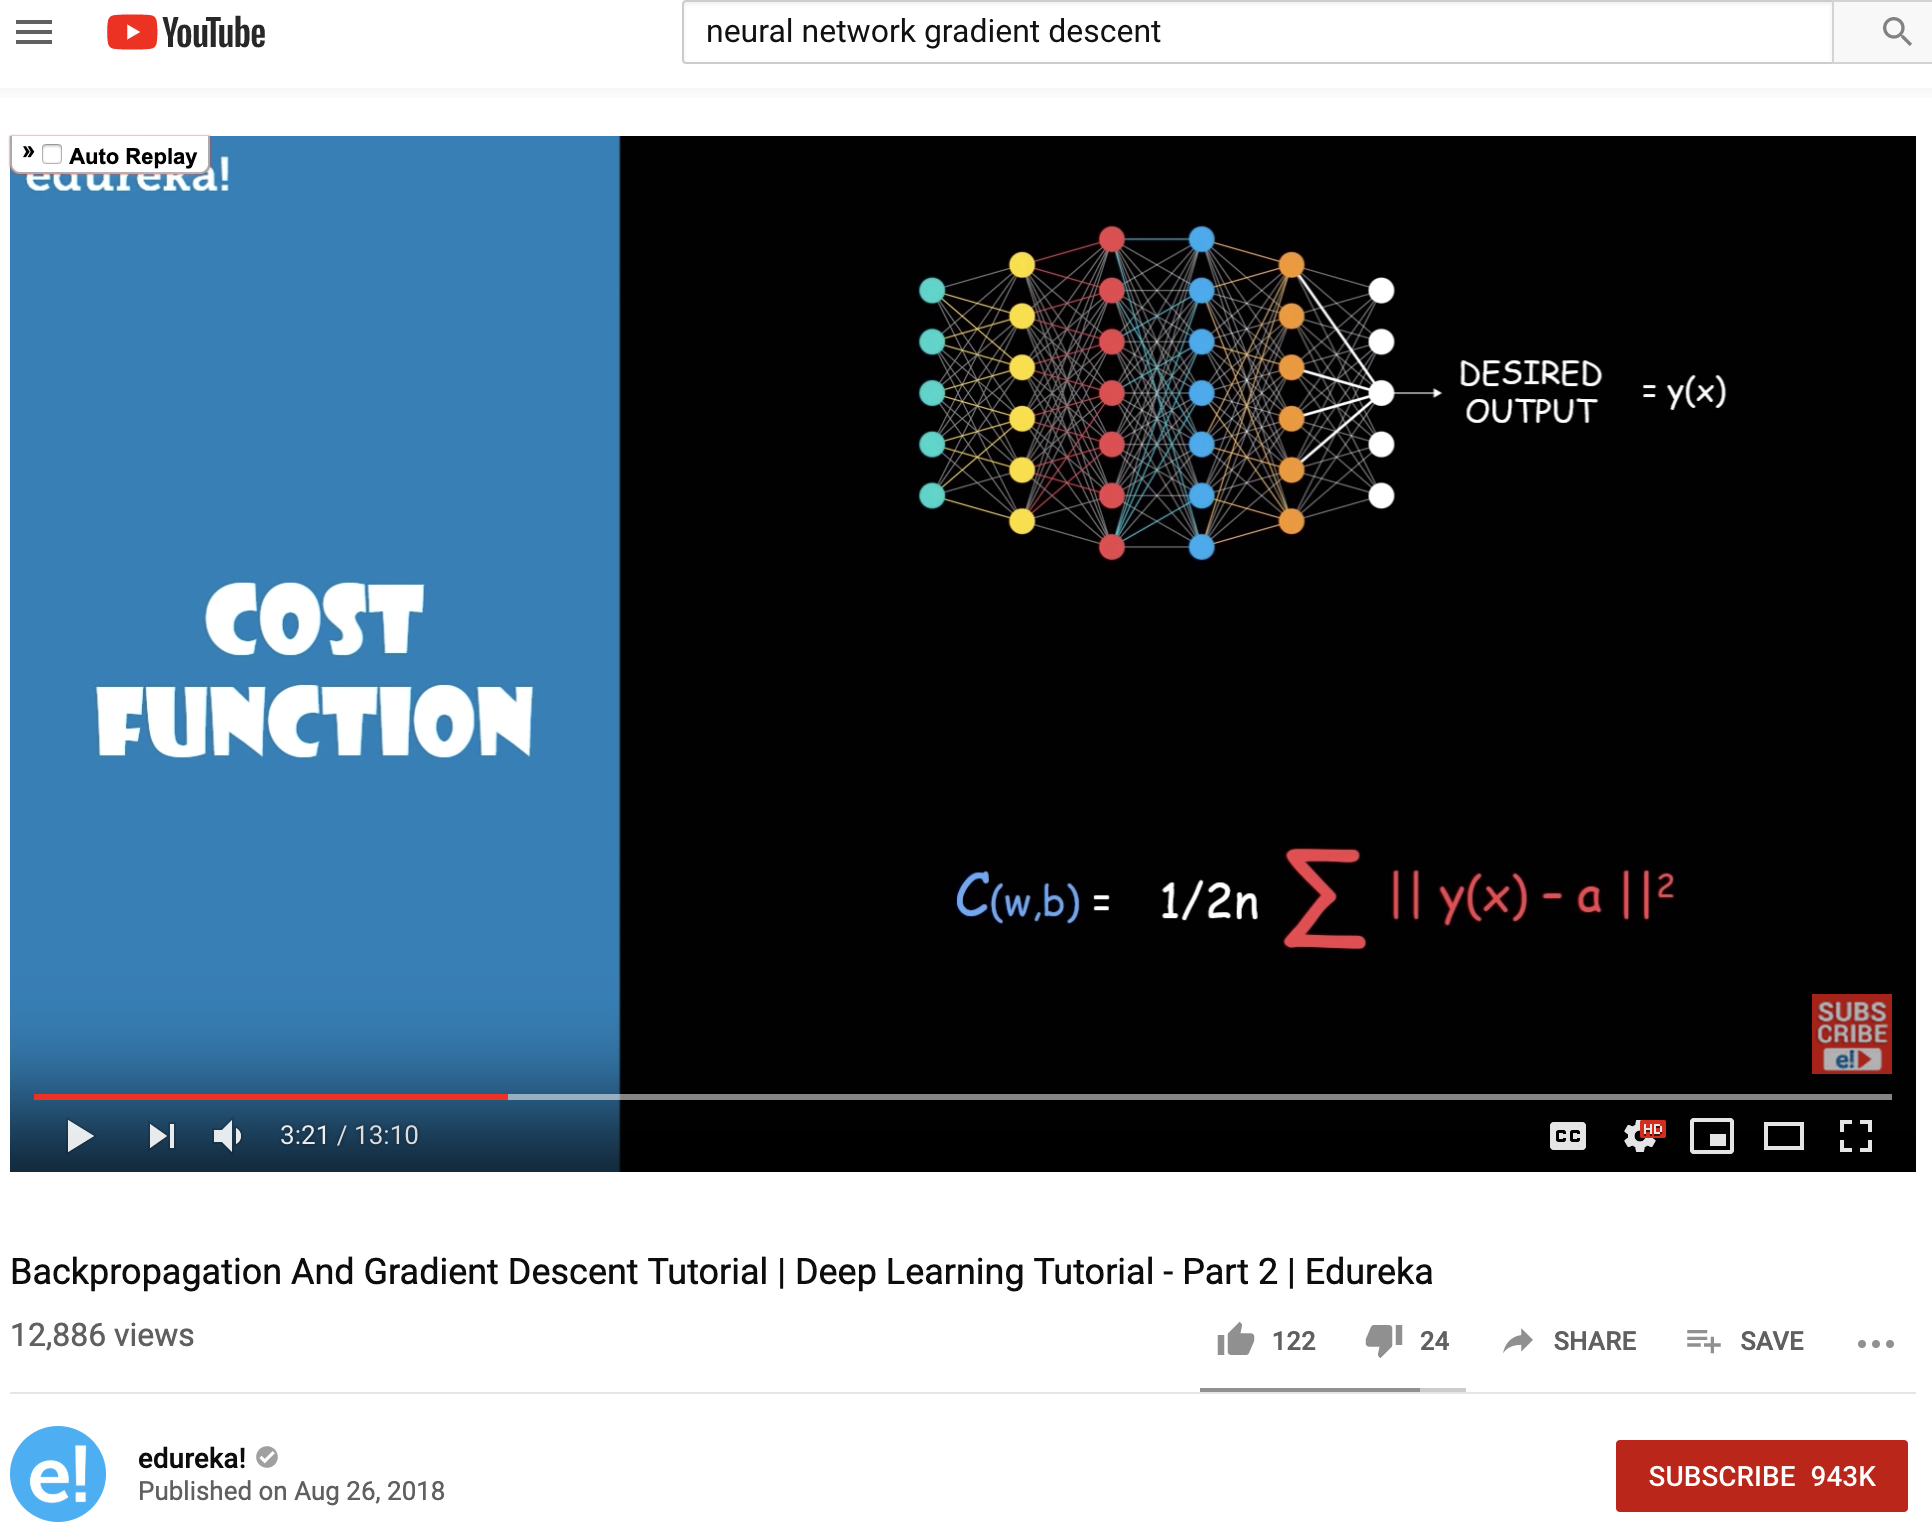 YouTube
neural network gradient descent
» Auto Replay
edureka!
DESIRED
OUTPUT
= y(x)
COST
FUNCTION
C(w,b) = 1/2n ∑ || y(x) - a ||²
SUBS
CRIBE
e!
3:21 / 13:10
CC
HD
Backpropagation And Gradient Descent Tutorial | Deep Learning Tutorial - Part 2 | Edureka
12,886 views
122
24
SHARE
SAVE
e!
edureka!
Published on Aug 26, 2018
SUBSCRIBE 943K